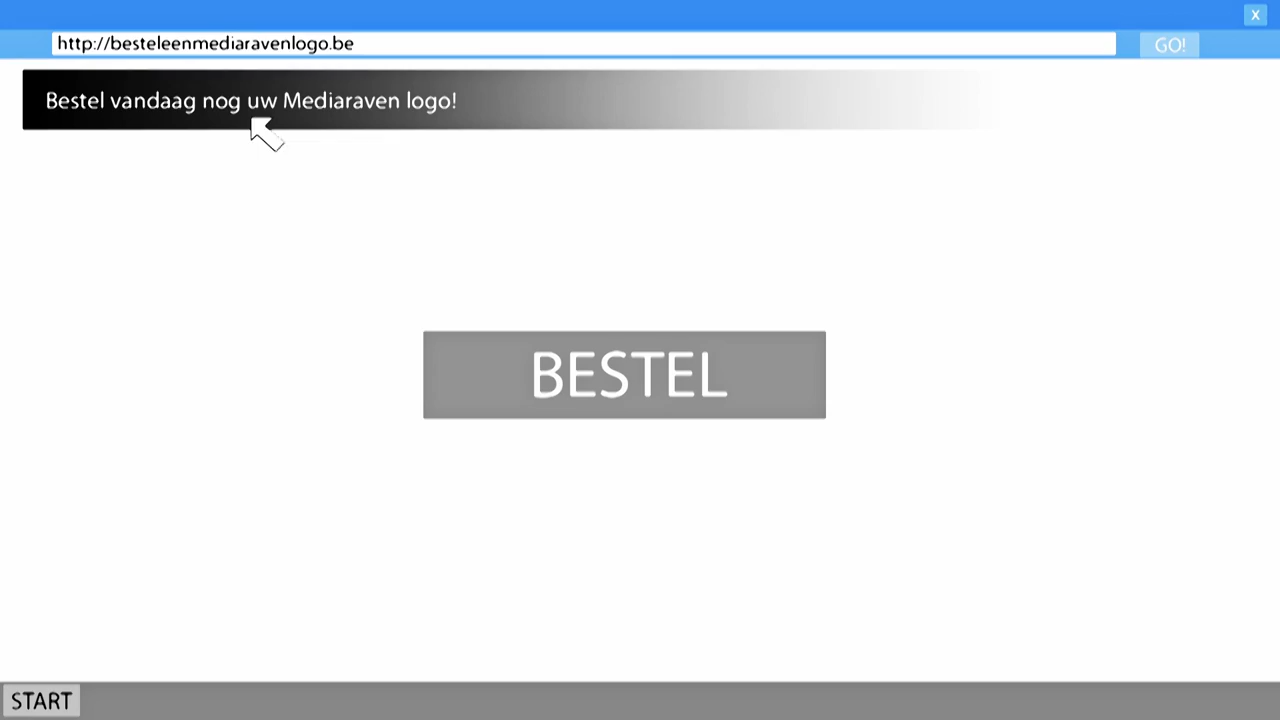 X
http://besteleenmediaravenlogo.be
GO!
Bestel vandaag nog uw Mediaraven logo!
BESTEL
START